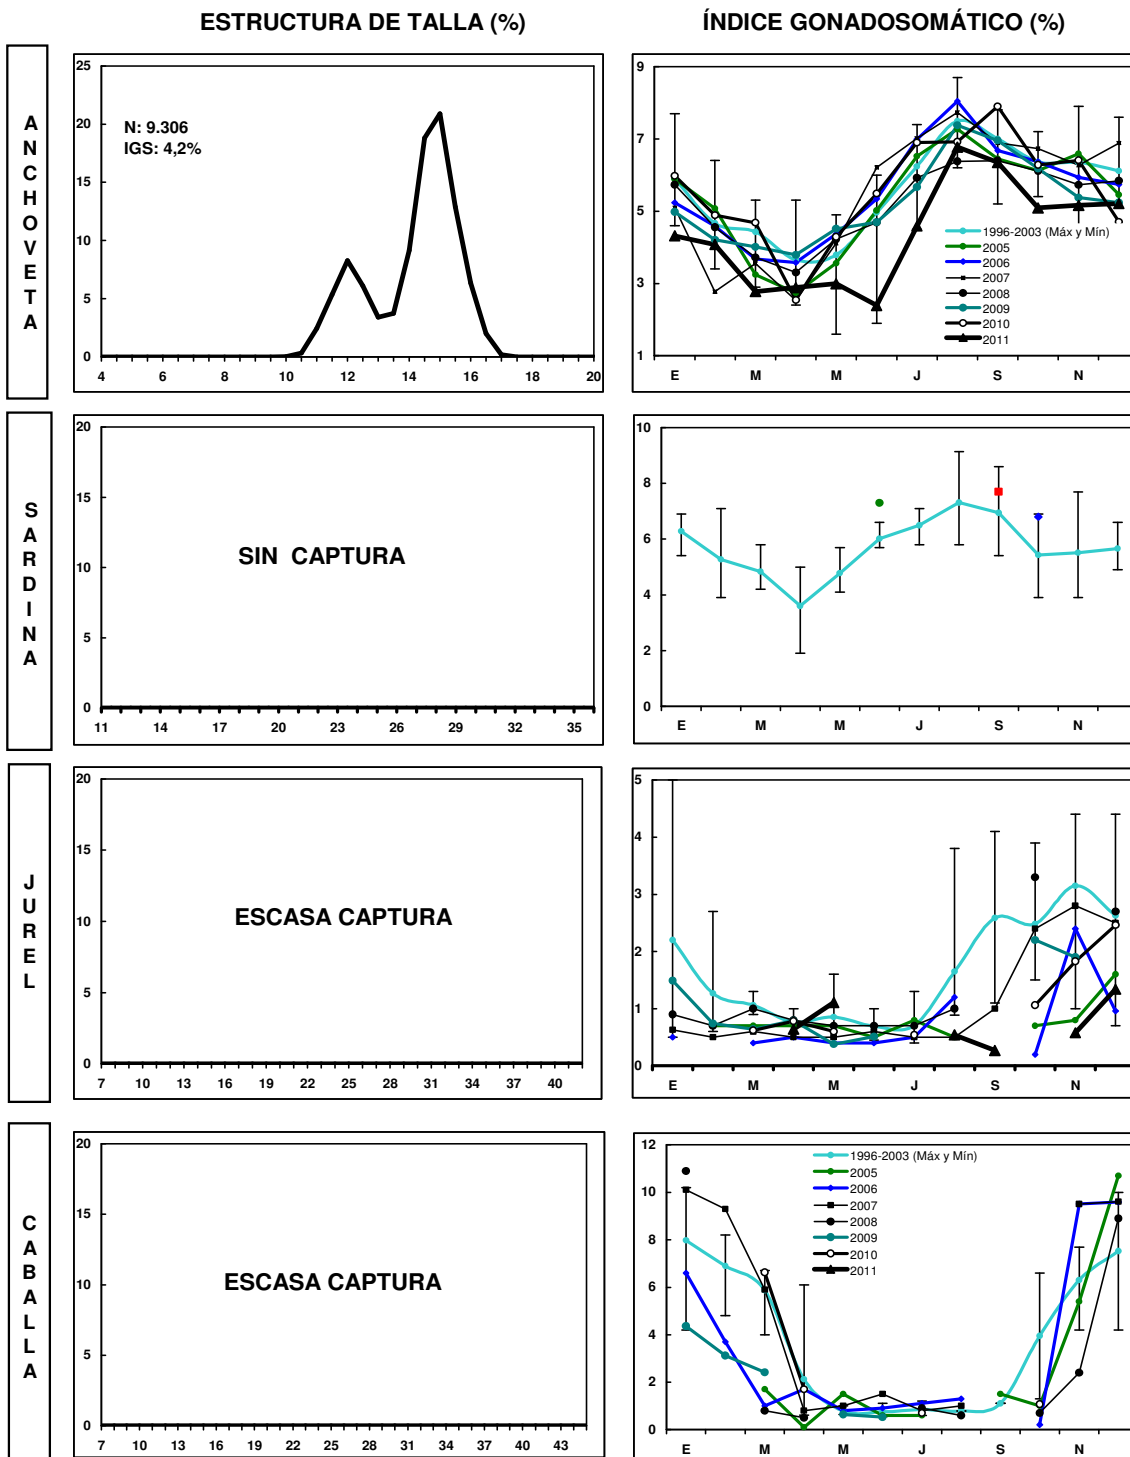 ESTRUCTURA DE TALLA (%)
ÍNDICE GONADOSOMÁTICO (%)
ANCHOVETA
25
20
15
10
5
0
N: 9.306
IGS: 4,2%
4 6 8 10 12 14 16 18 20
9
7
5
3
1
1996-2003 (Máx y Mín)
2005
2006
2007
2008
2009
2010
2011
E M M J S N
SARDINA
20
15
10
5
0
SIN CAPTURA
11 14 17 20 23 26 29 32 35
10
8
6
4
2
0
E M M J S N
JUREL
20
15
10
5
0
ESCASA CAPTURA
7 10 13 16 19 22 25 28 31 34 37 40
5
4
3
2
1
0
E M M J S N
CABALLA
20
15
10
5
0
ESCASA CAPTURA
7 10 13 16 19 22 25 28 31 34 37 40 43
12
10
8
6
4
2
0
1996-2003 (Máx y Mín)
2005
2006
2007
2008
2009
2010
2011
E M M J S N